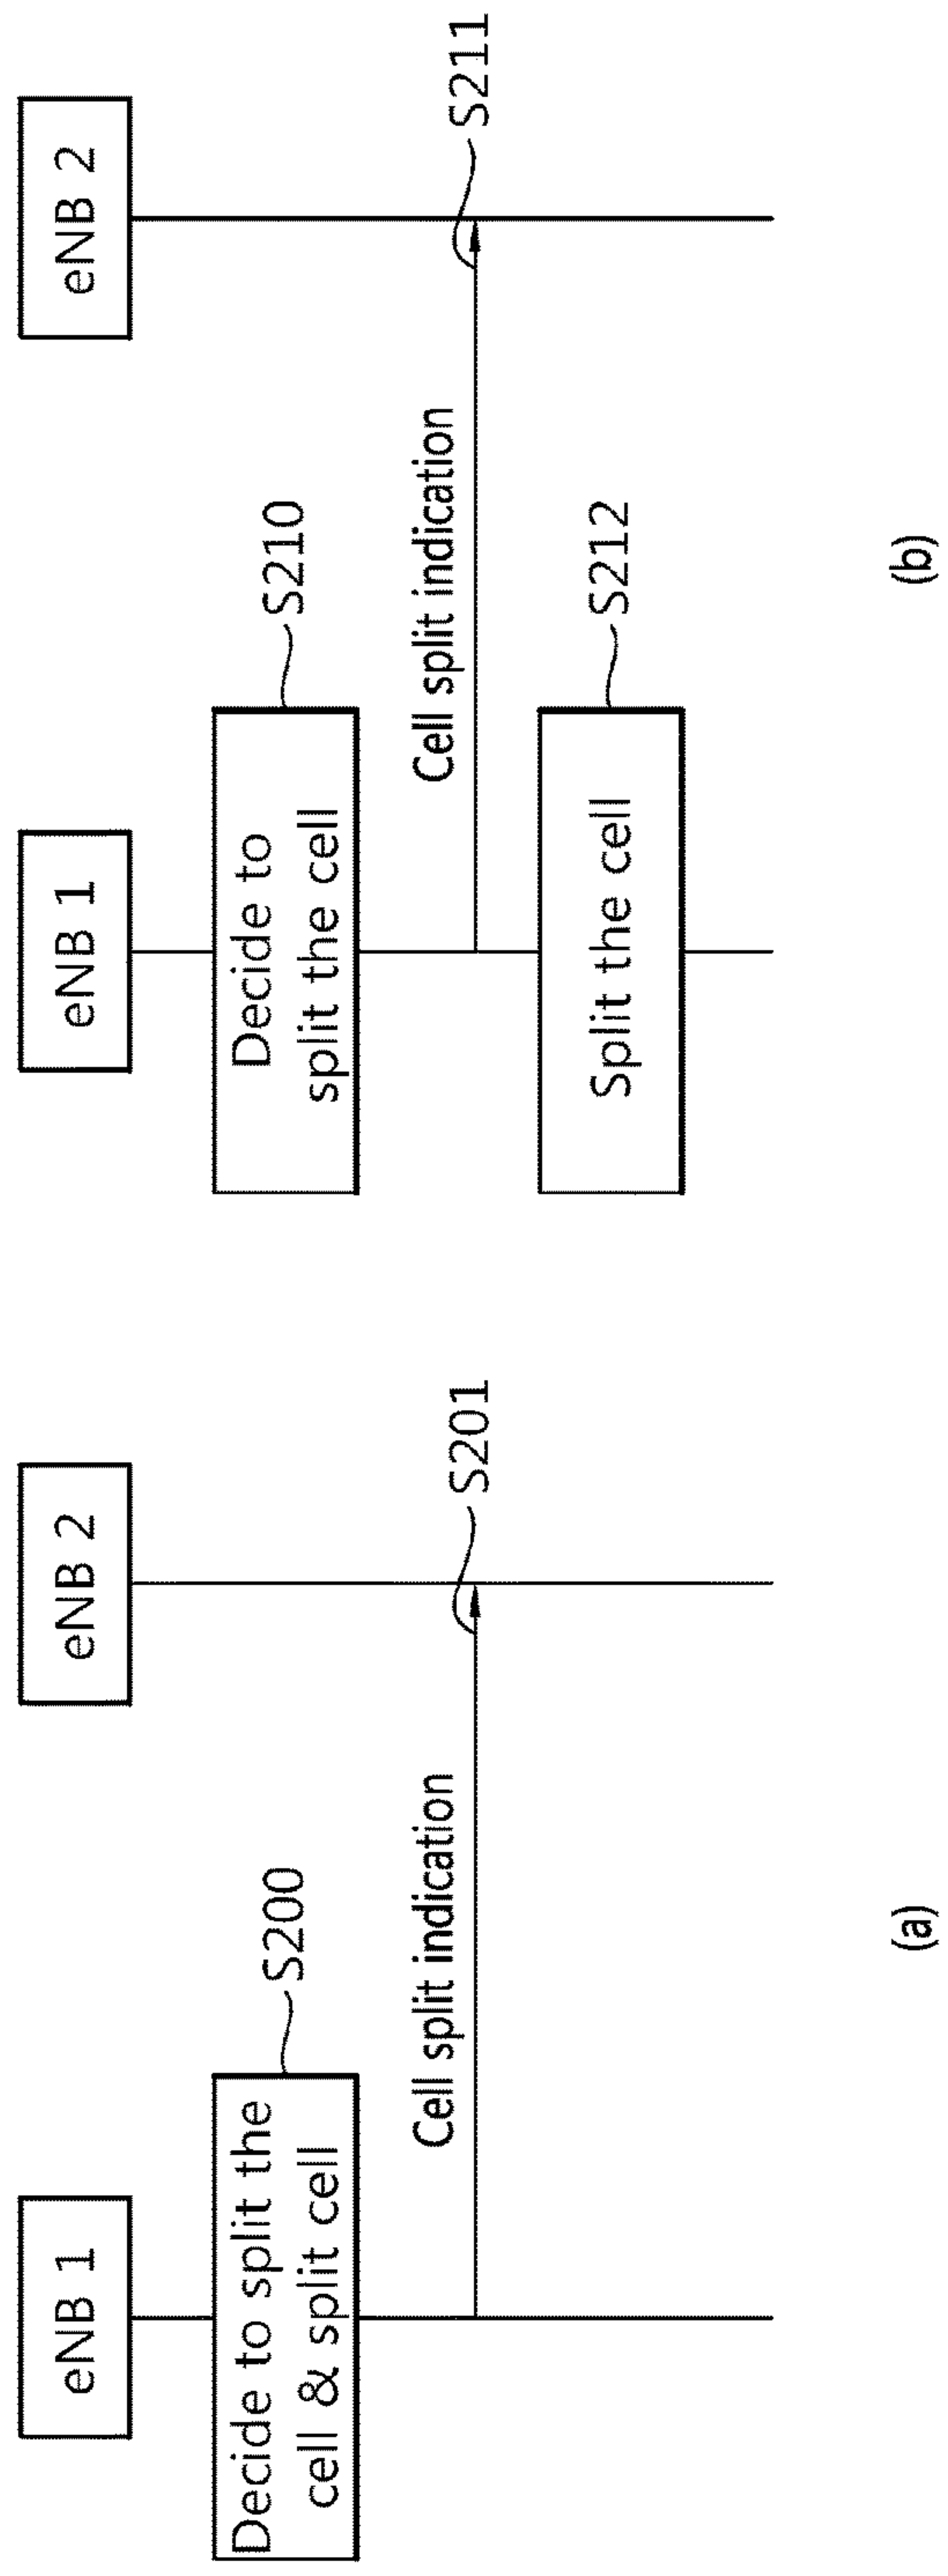 eNB 1
eNB 2
Decide to split the
cell & split cell
S200
Cell split indication
S201
(a)
eNB 1
eNB 2
Decide to
split the cell
S210
Cell split indication
S211
Split the cell
S212
(b)